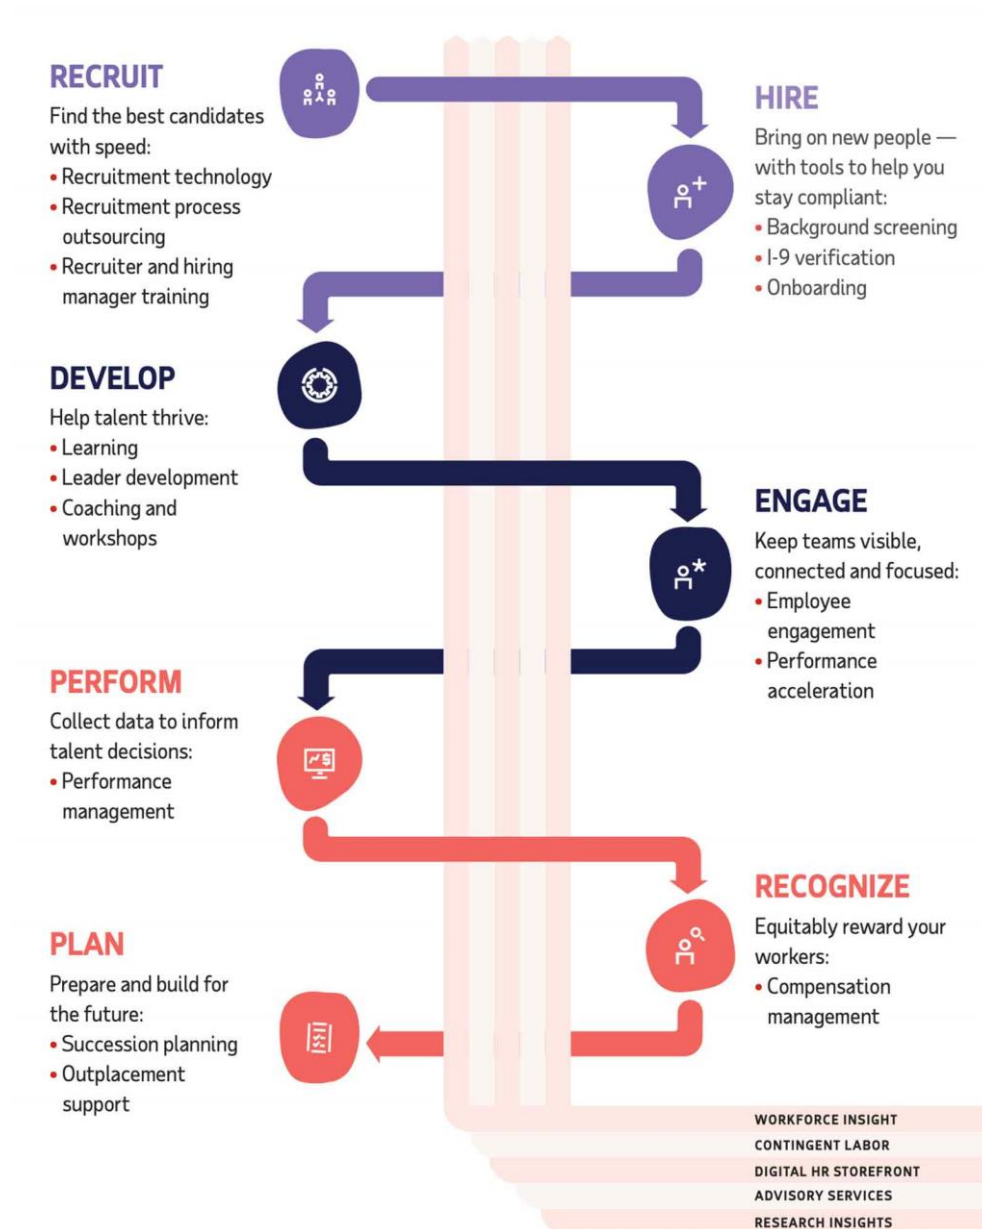 RECRUIT
Find the best candidates
with speed:
• Recruitment technology
• Recruitment process
outsourcing
• Recruiter and hiring
manager training
HIRE
Bring on new people —
with tools to help you
stay compliant:
• Background screening
• I-9 verification
• Onboarding
DEVELOP
Help talent thrive:
• Learning
• Leader development
• Coaching and
workshops
ENGAGE
Keep teams visible,
connected and focused:
• Employee
engagement
• Performance
acceleration
PERFORM
Collect data to inform
talent decisions:
• Performance
management
RECOGNIZE
Equitably reward your
workers:
• Compensation
management
PLAN
Prepare and build for
the future:
• Succession planning
• Outplacement
support
WORKFORCE INSIGHT
CONTINGENT LABOR
DIGITAL HR STOREFRONT
ADVISORY SERVICES
RESEARCH INSIGHTS